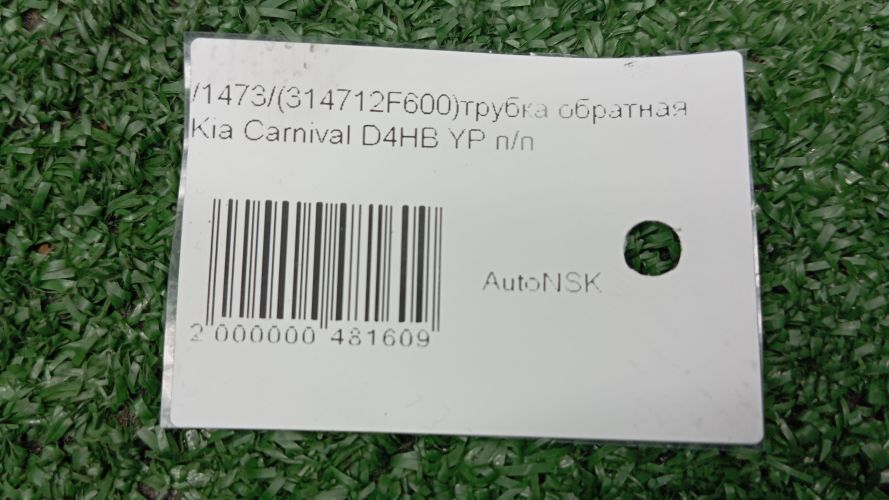 /1473/(314712F600)трубка обратная
Kia Carnival D4HB YP п/п
AutoNSK
2 000000 481609